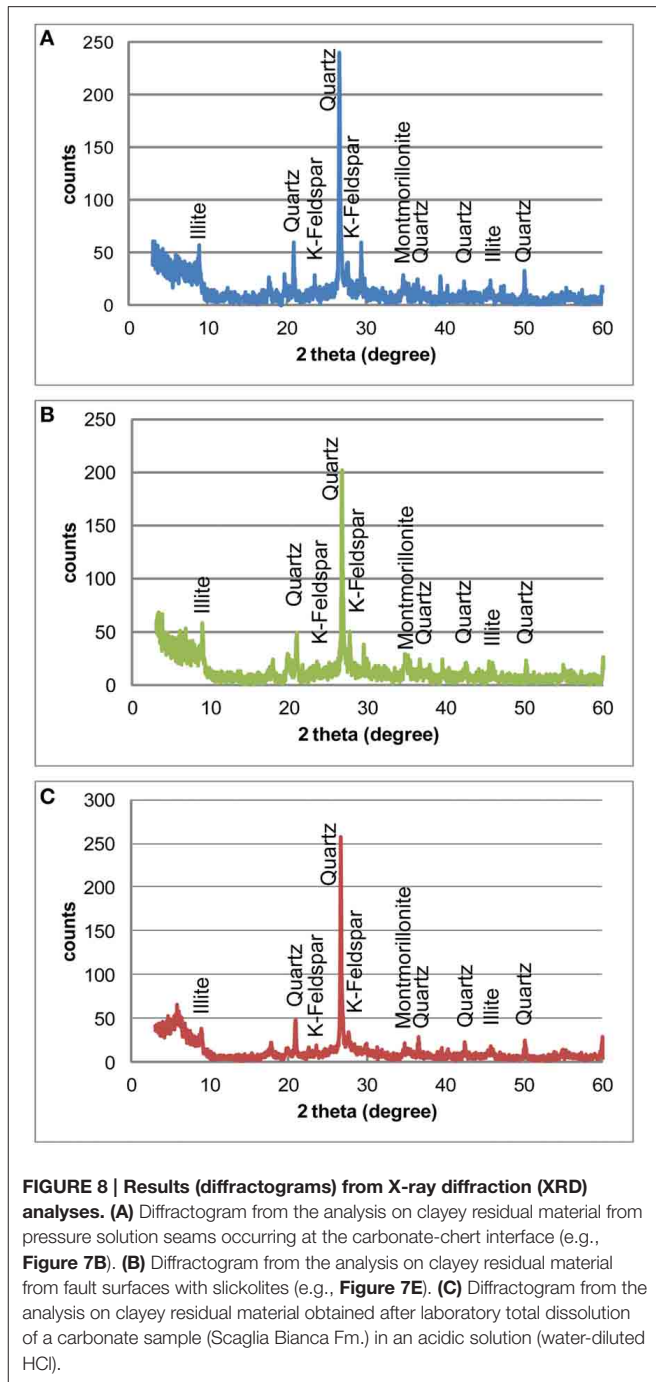 A
250
200
150
100
50
0
counts
Illite
Quartz
K-Feldspar
Quartz
K-Feldspar
Montmorillonite
Quartz
Quartz
Illite
Quartz
0 10 20 30 40 50 60
2 theta (degree)
B
250
200
150
100
50
0
counts
Illite
Quartz
K-Feldspar
Quartz
K-Feldspar
Montmorillonite
Quartz
Quartz
Illite
Quartz
0 10 20 30 40 50 60
2 theta (degree)
C
300
250
200
150
100
50
0
counts
Illite
Quartz
K-Feldspar
Quartz
K-Feldspar
Montmorillonite
Quartz
Quartz
Illite
Quartz
0 10 20 30 40 50 60
2 theta (degree)
FIGURE 8 | Results (diffractograms) from X-ray diffraction (XRD)
analyses. (A) Diffractogram from the analysis on clayey residual material from
pressure solution seams occurring at the carbonate-chert interface (e.g.,
Figure 7B). (B) Diffractogram from the analysis on clayey residual material
from fault surfaces with slickolites (e.g., Figure 7E). (C) Diffractogram from the
analysis on clayey residual material obtained after laboratory total dissolution
of a carbonate sample (Scaglia Bianca Fm.) in an acidic solution (water-diluted
HCl).